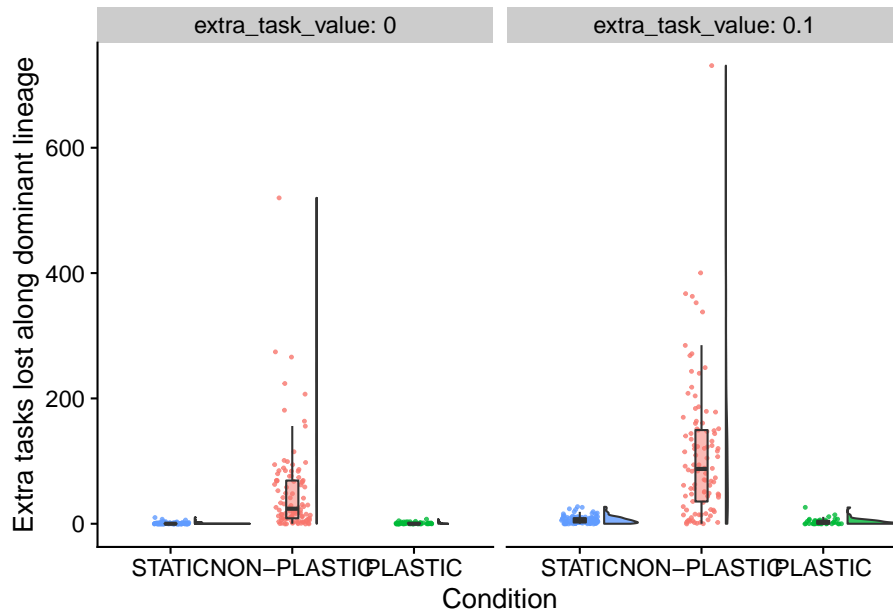 extra_task_value: 0
extra_task_value: 0.1
Extra tasks lost along dominant lineage
600
400
200
0
STATIC NON−PLASTIC PLASTIC
STATIC NON−PLASTIC PLASTIC
Condition